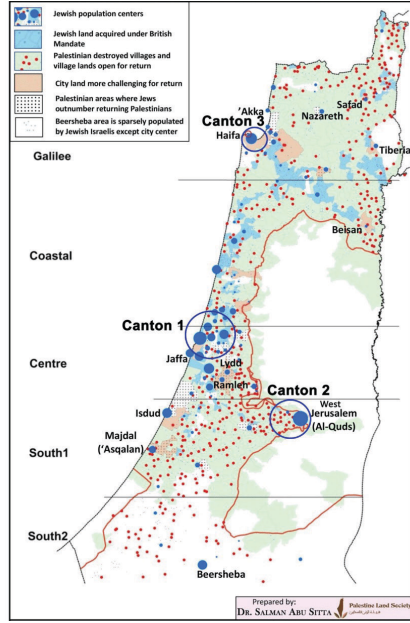 Jewish population centers
Jewish land acquired under British
Mandate
Palestinian destroyed villages and
village lands open for return
City land more challenging for return
Palestinian areas where Jews
outnumber returning Palestinians
Beersheba area is sparsely populated
by Jewish Israelis except city center
Safad
'Akka
Nazareth
Canton 3
Haifa
Tiberia
Galilee
Beisan
Coastal
Canton 1
Jaffa
Centre
Lydd
Canton 2
Ramleh
West
Isdud
Jerusalem
(Al-Quds)
Majdal
('Asqalan)
South1
South2
Beersheba
Prepared by:
DR. SALMAN ABU SITTA
Palestine Land Society